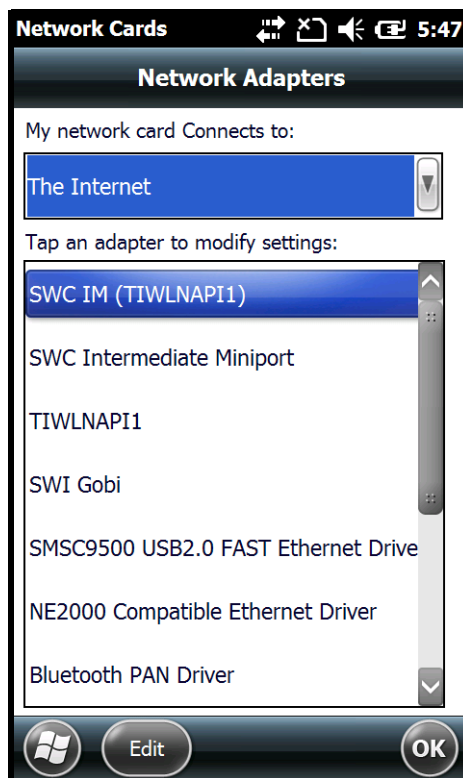 Network Cards 5:47
Network Adapters
My network card Connects to:
The Internet
Tap an adapter to modify settings:
SWC IM (TIWLNAPI1)
SWC Intermediate Miniport
TIWLNAPI1
SWI Gobi
SMSC9500 USB2.0 FAST Ethernet Drive
NE2000 Compatible Ethernet Driver
Bluetooth PAN Driver
Edit OK